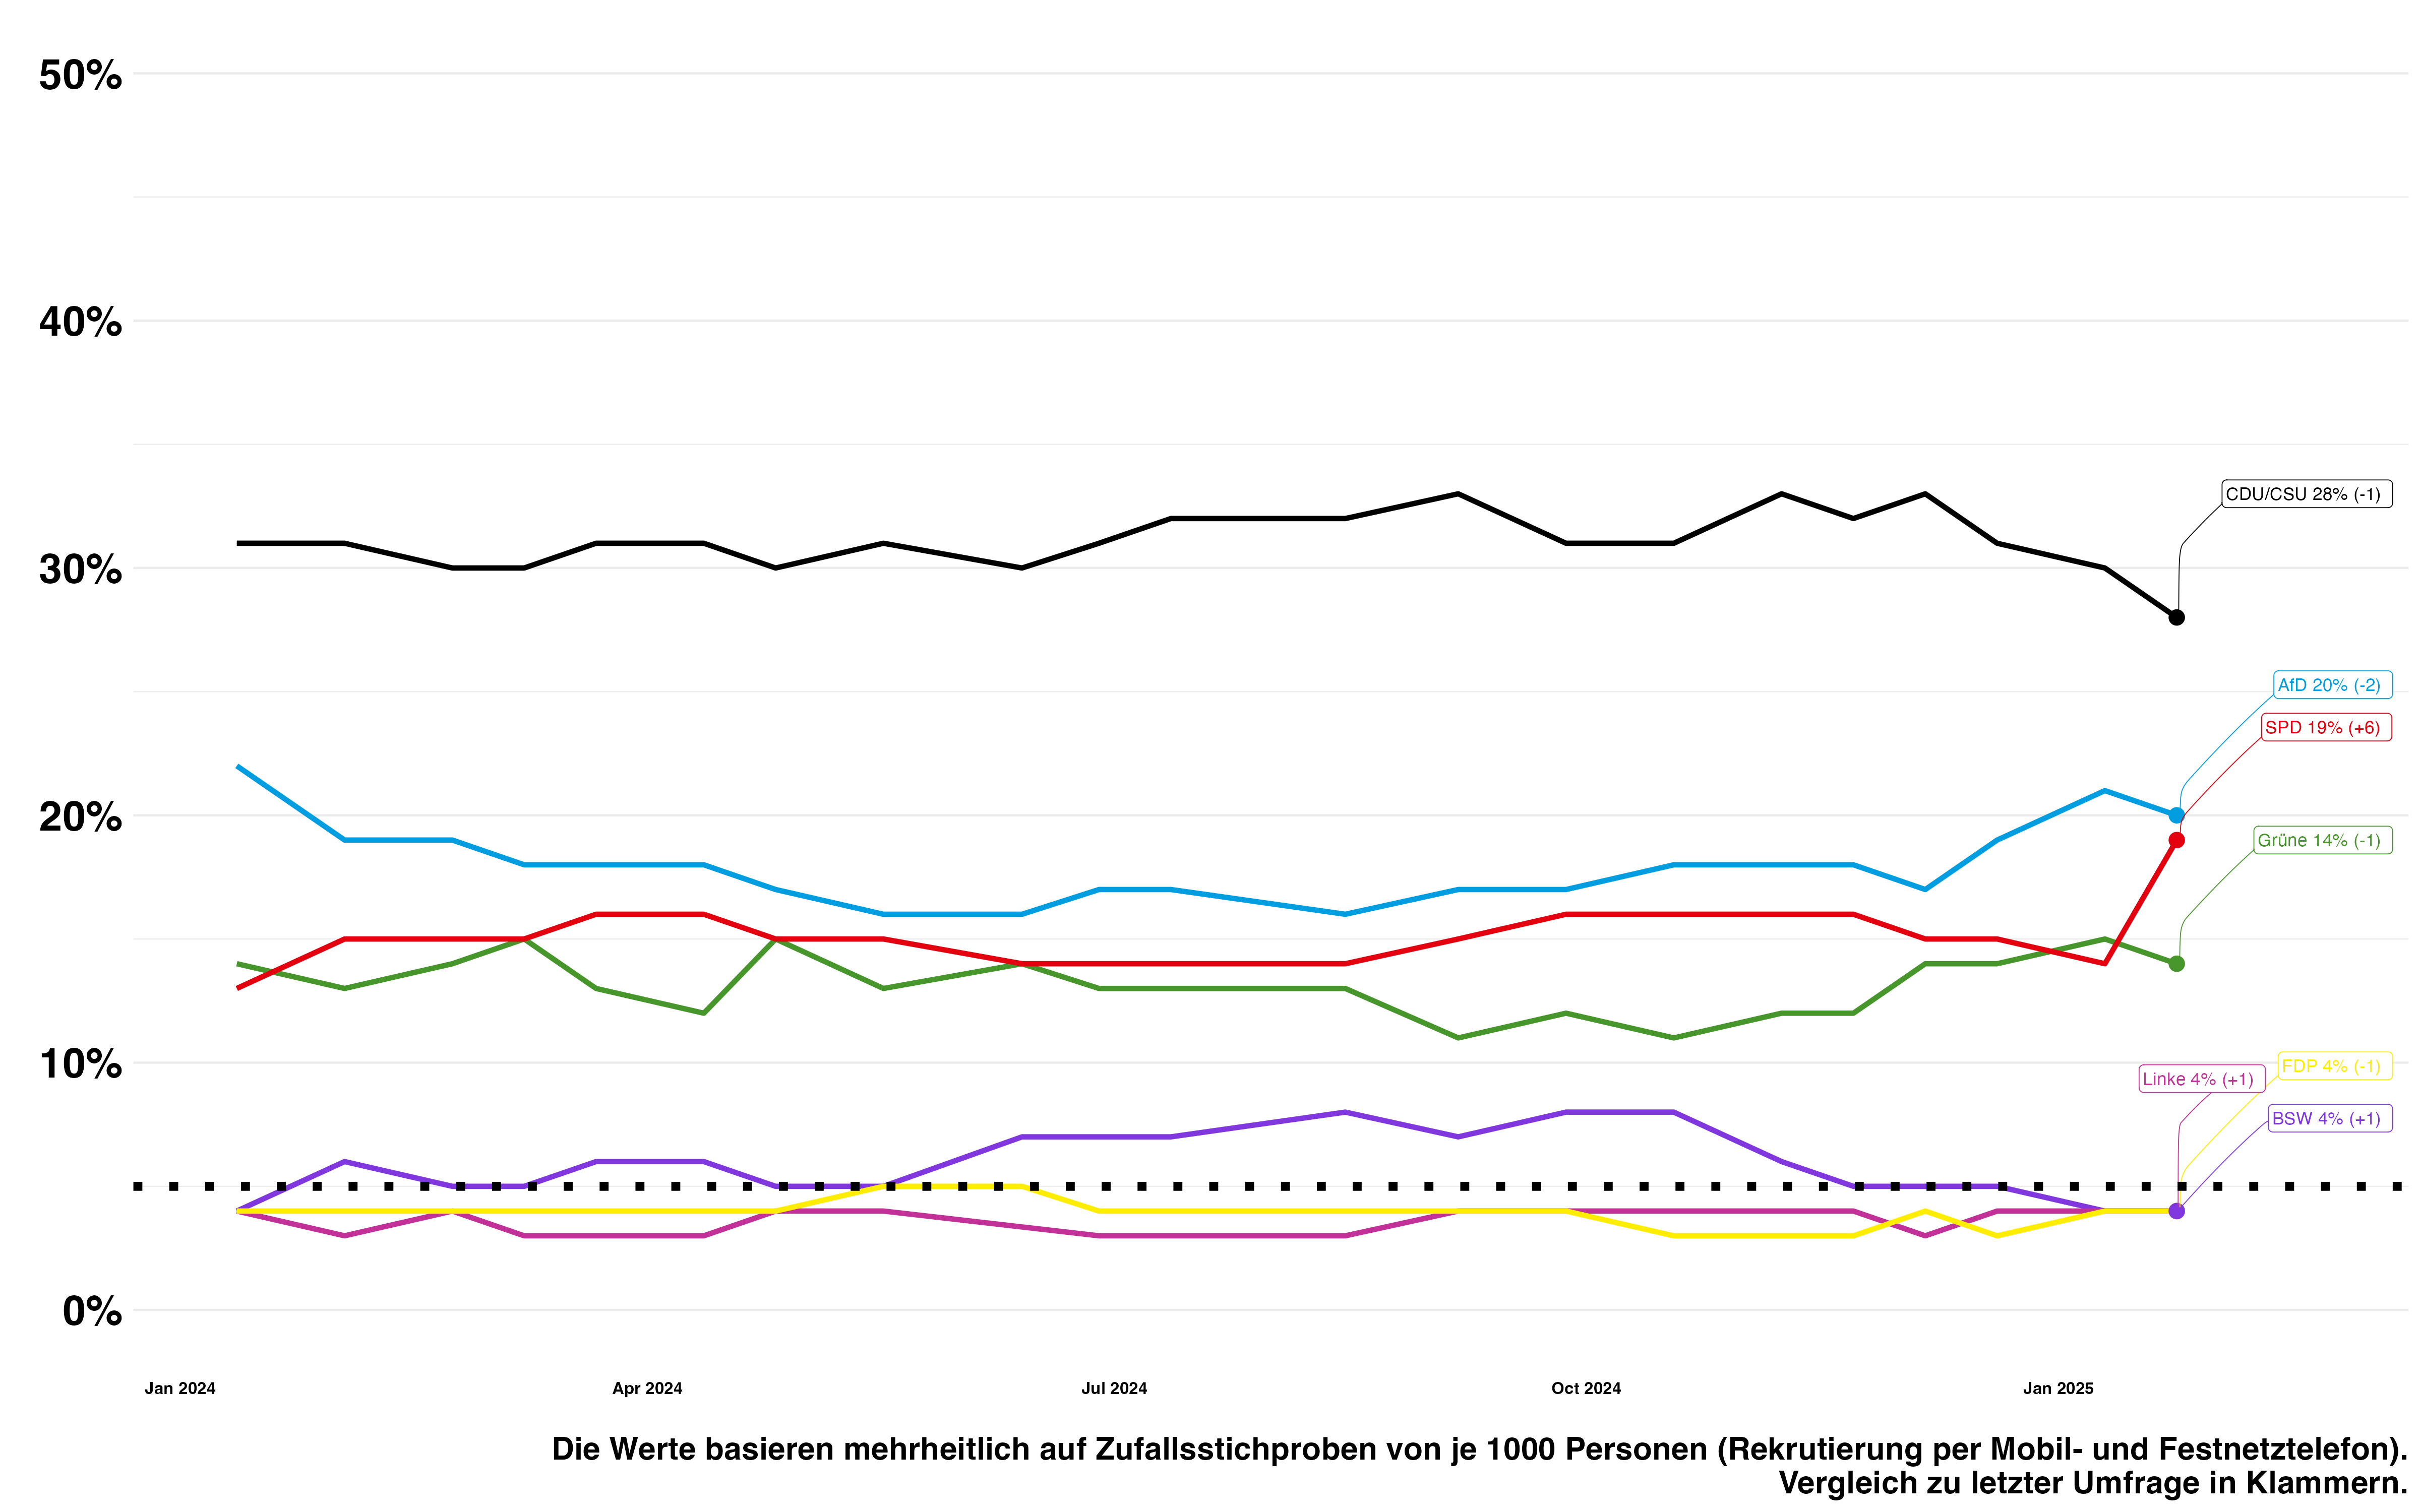 50%
40%
30%
20%
10%
0%
CDU/CSU 28% (-1)
AfD 20% (-2)
SPD 19% (+6)
Grüne 14% (-1)
FDP 4% (-1)
Linke 4% (+1)
BSW 4% (+1)
Jan 2024
Apr 2024
Jul 2024
Oct 2024
Jan 2025
Die Werte basieren mehrheitlich auf Zufallsstichproben von je 1000 Personen (Rekrutierung per Mobil- und Festnetztelefon).
Vergleich zu letzter Umfrage in Klammern.